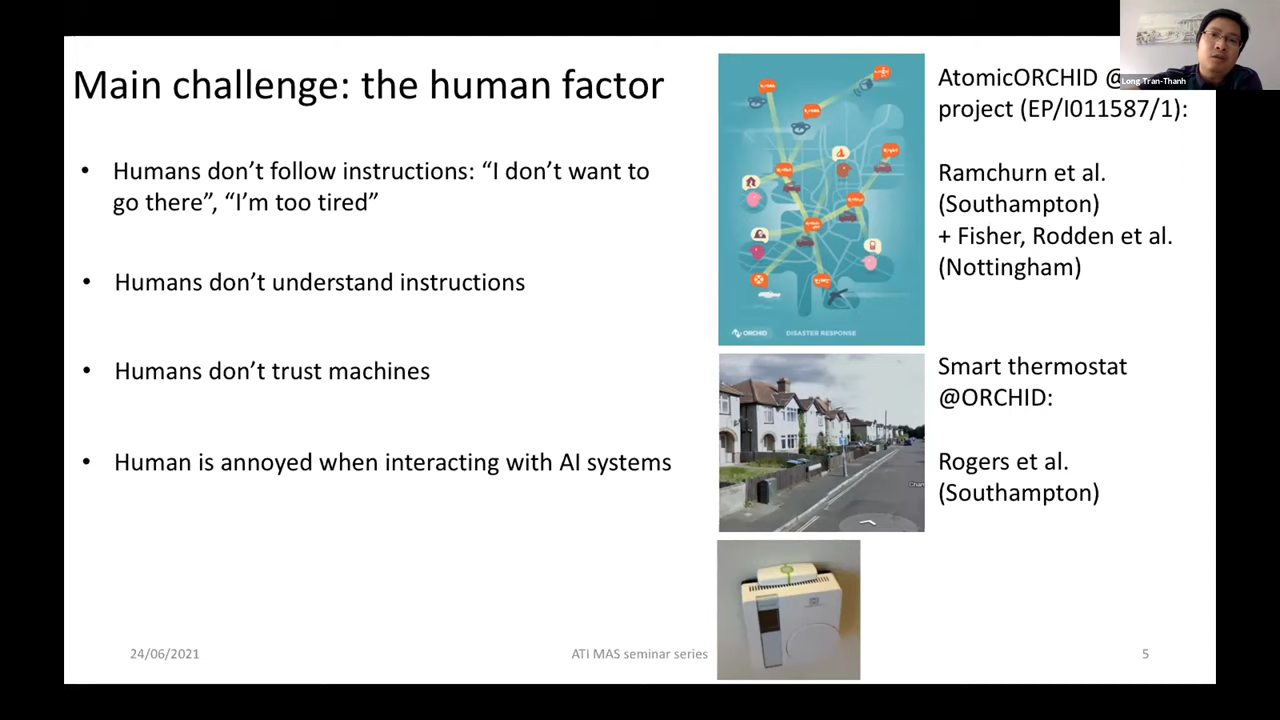 Main challenge: the human factor
• Humans don’t follow instructions: “I don’t want to
go there”, “I’m too tired”
• Humans don’t understand instructions
• Humans don’t trust machines
• Human is annoyed when interacting with AI systems
ORCHID
DISASTER RESPONSE
AtomicORCHID @
project (EP/I011587/1):
Ramchurn et al.
(Southampton)
+ Fisher, Rodden et al.
(Nottingham)
Smart thermostat
@ORCHID:
Rogers et al.
(Southampton)
Long Tran-Thanh
24/06/2021
ATI MAS seminar series
5